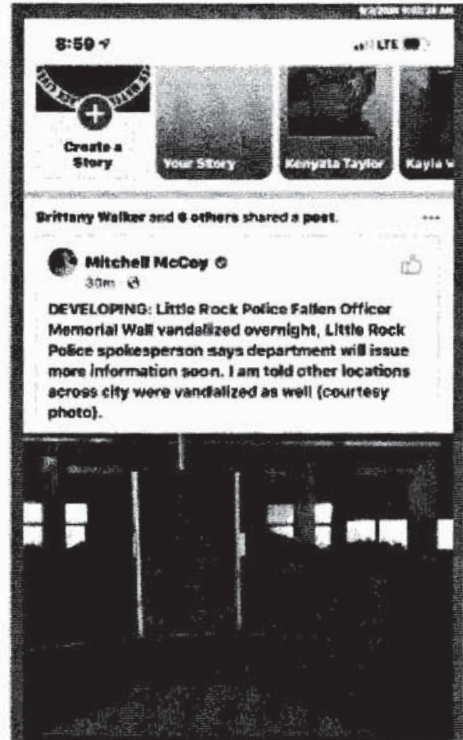 8:59
LTE
Create a
Story
Your Story
Kenyata Taylor
Kayla
Brittany Walker and 6 others shared a post.
Mitchell McCoy
30m
DEVELOPING: Little Rock Police Fallen Officer
Memorial Wall vandalized overnight, Little Rock
Police spokesperson says department will issue
more information soon. I am told other locations
across city were vandalized as well (courtesy
photo).